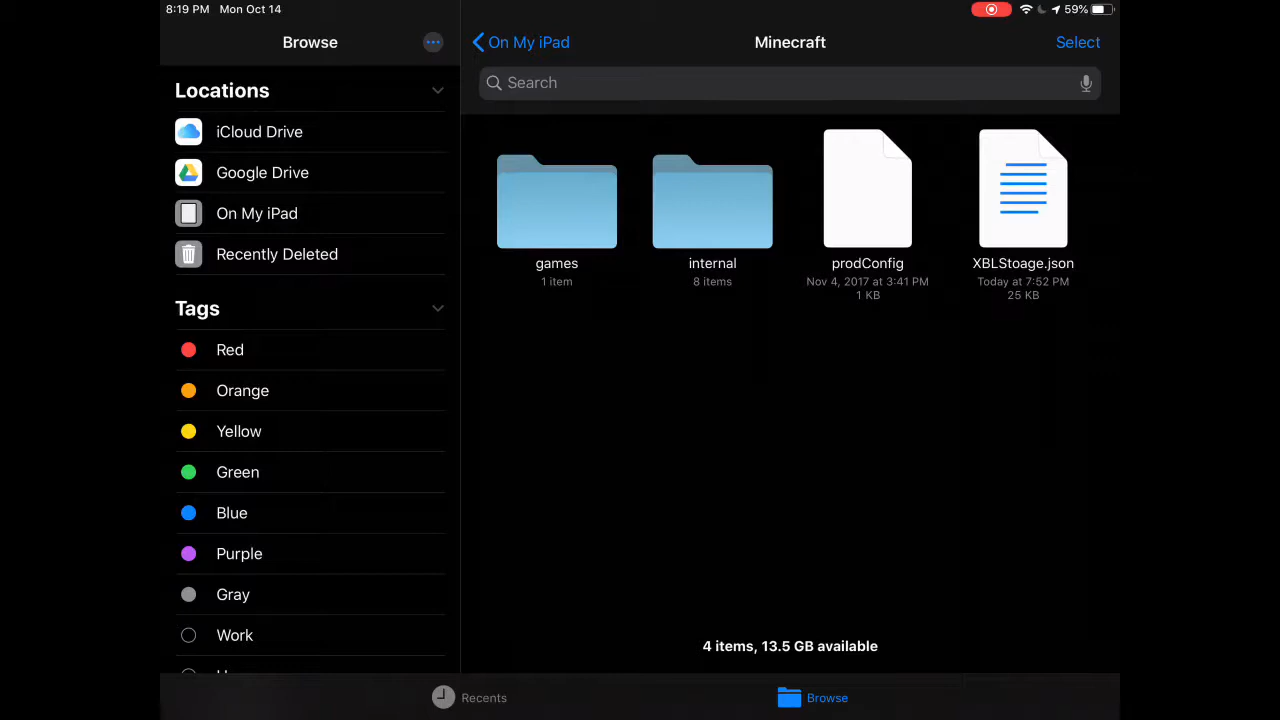 8:19 PM Mon Oct 14
59%
Browse
On My iPad
Minecraft
Select
Search
Locations
iCloud Drive
Google Drive
On My iPad
Recently Deleted
Tags
Red
Orange
Yellow
Green
Blue
Purple
Gray
Work
games
1 item
internal
8 items
prodConfig
Nov 4, 2017 at 3:41 PM
1 KB
XBLStoage.json
Today at 7:52 PM
25 KB
4 items, 13.5 GB available
Recents
Browse